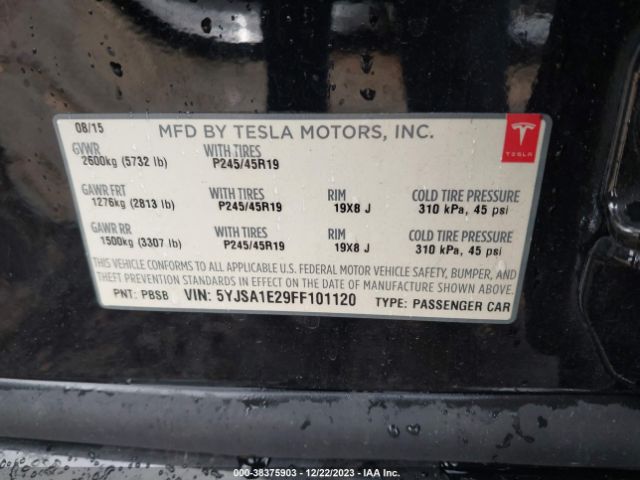 08/15 MFD BY TESLA MOTORS, INC.
TESLA
GVWR WITH TIRES
2600kg (5732 lb) P245/45R19
GAWR FRT WITH TIRES RIM COLD TIRE PRESSURE
1276kg (2813 lb) P245/45R19 19X8 J 310 kPa, 45 psi
GAWR RR WITH TIRES RIM COLD TIRE PRESSURE
1500kg (3307 lb) P245/45R19 19X8 J 310 kPa, 45 psi
THIS VEHICLE CONFORMS TO ALL APPLICABLE U.S. FEDERAL MOTOR VEHICLE SAFETY, BUMPER, AND
THEFT PREVENTION STANDARDS IN EFFECT ON THE DATE OF MANUFACTURE SHOWN ABOVE.
PNT: PBSB VIN: 5YJSA1E29FF101120 TYPE: PASSENGER CAR
000-38375903 - 12/22/2023 - IAA Inc.